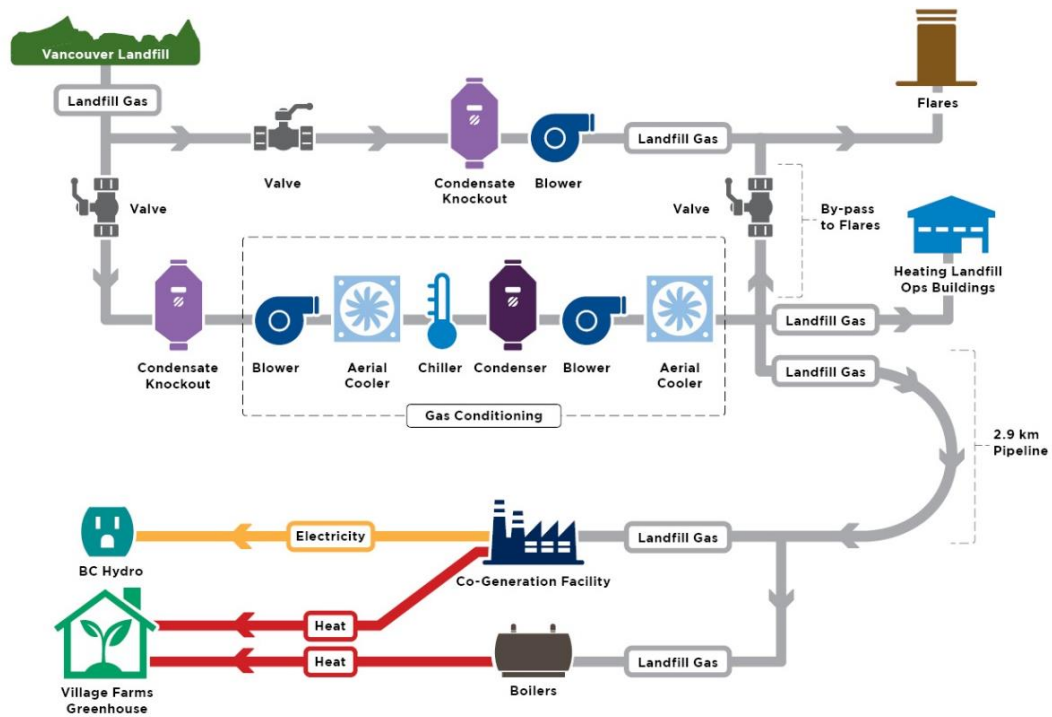 Vancouver Landfill
Landfill Gas
Flares
Landfill Gas
Valve
Condensate
Knockout
Blower
Valve
Valve
By-pass
to Flares
Heating Landfill
Ops Buildings
Landfill Gas
Condensate
Knockout
Blower
Aerial
Cooler
Chiller
Condenser
Blower
Aerial
Cooler
Landfill Gas
Gas Conditioning
2.9 km
Pipeline
Electricity
Landfill Gas
BC Hydro
Co-Generation Facility
Heat
Heat
Landfill Gas
Village Farms
Greenhouse
Boilers